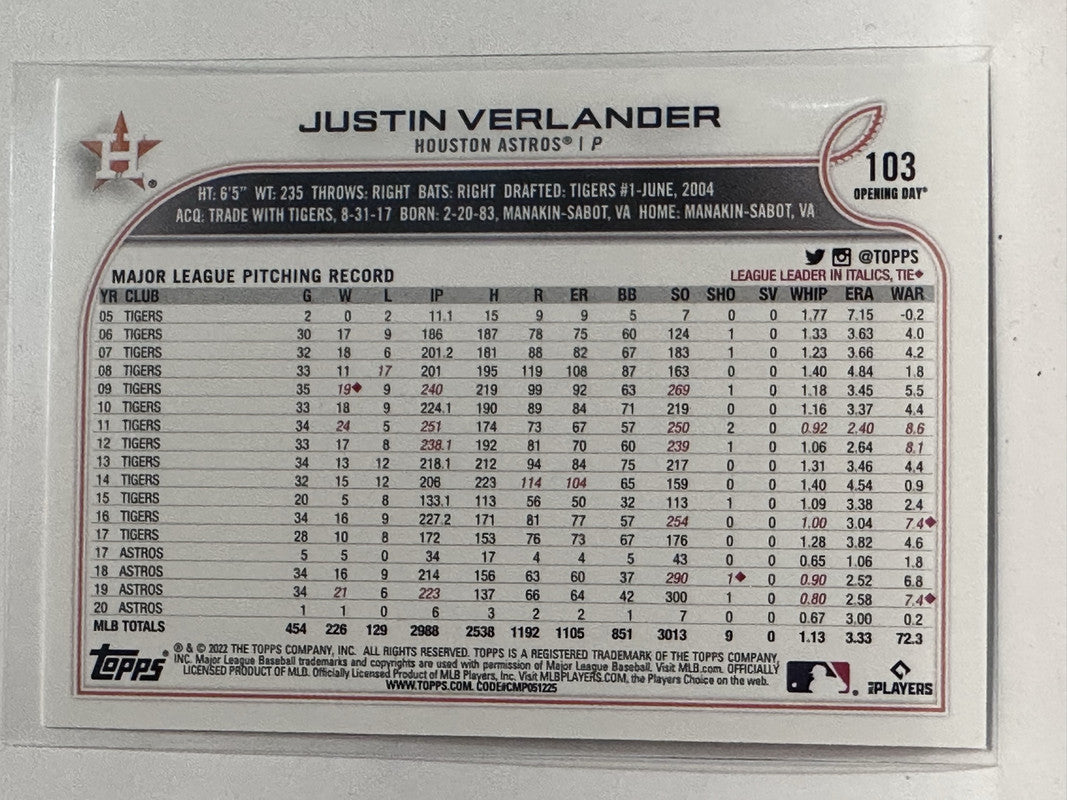 JUSTIN VERLANDER
HOUSTON ASTROS® | P
H
®
103
OPENING DAY®
HT: 6'5" WT: 235 THROWS: RIGHT BATS: RIGHT DRAFTED: TIGERS #1-JUNE, 2004
ACQ: TRADE WITH TIGERS, 8-31-17 BORN: 2-20-83, MANAKIN-SABOT, VA HOME: MANAKIN-SABOT, VA
@TOPPS
MAJOR LEAGUE PITCHING RECORD LEAGUE LEADER IN ITALICS, TIE♦
YR CLUB G W L IP H R ER BB SO SHO SV WHIP ERA WAR
05 TIGERS 2 0 2 11.1 15 9 9 5 7 0 0 1.77 7.15 -0.2
06 TIGERS 30 17 9 186 187 78 75 60 124 1 0 1.33 3.63 4.0
07 TIGERS 32 18 6 201.2 181 88 82 67 183 1 0 1.23 3.66 4.2
08 TIGERS 33 11 17 201 195 119 108 87 163 0 0 1.40 4.84 1.8
09 TIGERS 35 19♦ 9 240 219 99 92 63 269 1 0 1.18 3.45 5.5
10 TIGERS 33 18 9 224.1 190 89 84 71 219 0 0 1.16 3.37 4.4
11 TIGERS 34 24 5 251 174 73 67 57 250 2 0 0.92 2.40 8.6
12 TIGERS 33 17 8 238.1 192 81 70 60 239 1 0 1.06 2.64 8.1
13 TIGERS 34 13 12 218.1 212 94 84 75 217 0 0 1.31 3.46 4.4
14 TIGERS 32 15 12 206 223 114 104 65 159 0 0 1.40 4.54 0.9
15 TIGERS 20 5 8 133.1 113 56 50 32 113 1 0 1.09 3.38 2.4
16 TIGERS 34 16 9 227.2 171 81 77 57 254 0 0 1.00 3.04 7.4♦
17 TIGERS 28 10 8 172 153 76 73 67 176 0 0 1.28 3.82 4.6
17 ASTROS 5 5 0 34 17 4 4 5 43 0 0 0.65 1.06 1.8
18 ASTROS 34 16 9 214 156 63 60 37 290 1♦ 0 0.90 2.52 6.8
19 ASTROS 34 21 6 223 137 66 64 42 300 1 0 0.80 2.58 7.4♦
20 ASTROS 1 1 0 6 3 2 2 1 7 0 0 0.67 3.00 0.2
MLB TOTALS 454 226 129 2988 2538 1192 1105 851 3013 9 0 1.13 3.33 72.3
topps®
® & © 2022 THE TOPPS COMPANY, INC. ALL RIGHTS RESERVED. TOPPS IS A REGISTERED TRADEMARK OF THE TOPPS COMPANY,
INC. Major League Baseball trademarks and copyrights are used with permission of Major League Baseball. Visit MLB.com. OFFICIALLY
LICENSED PRODUCT OF MLB. Officially Licensed Product of MLB Players, Inc. Visit MLBPLAYERS.COM, the Players Choice on the web.
WWW.TOPPS.COM. CODE#CMP051225
MLB PLAYERS